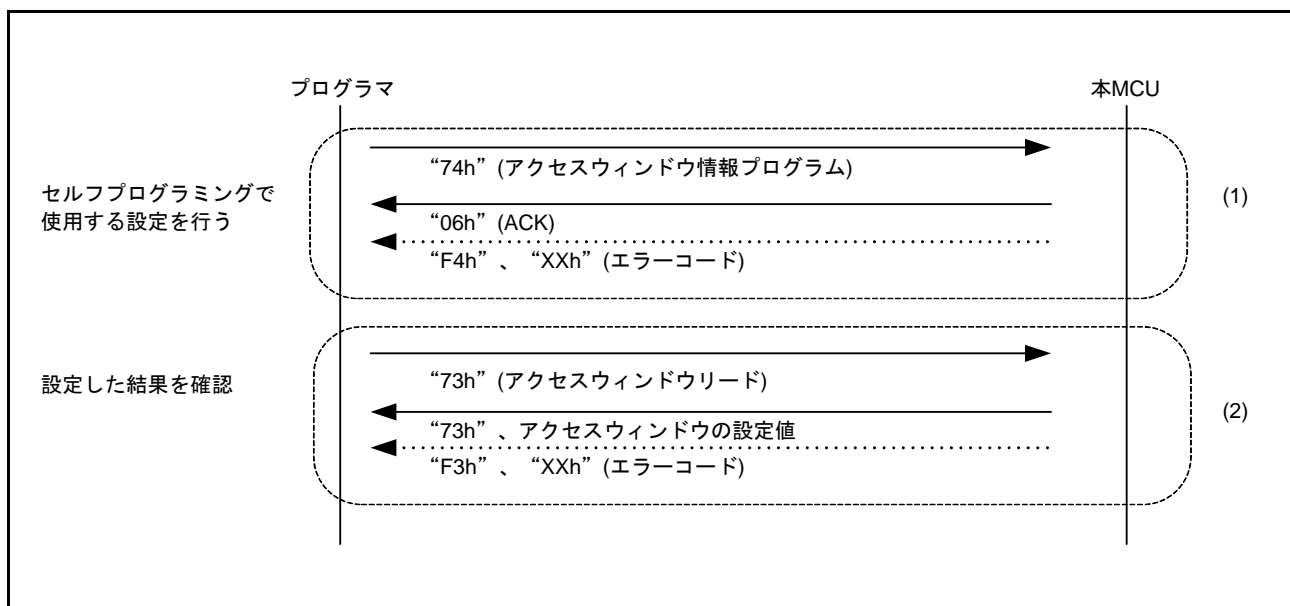 プログラマ
本MCU
セルフプログラミングで
使用する設定を行う
“74h” (アクセスウィンドウ情報プログラム)
“06h” (ACK)
“F4h” 、 “XXh” (エラーコード)
(1)
設定した結果を確認
“73h” (アクセスウィンドウリード)
“73h” 、アクセスウィンドウの設定値
“F3h” 、 “XXh” (エラーコード)
(2)